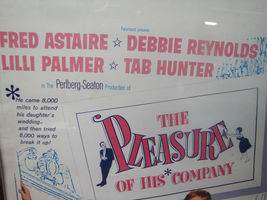 Paramount presents
FRED ASTAIRE ☆ DEBBIE REYNOLDS
LILLI PALMER ☆ TAB HUNTER
in The Perlberg-Seaton Production of
*
He came 8,000
miles to attend
his daughter's
wedding—
and then tried
6,000 ways to
break it up!
THE
PLEASURE
OF HIS* COMPANY